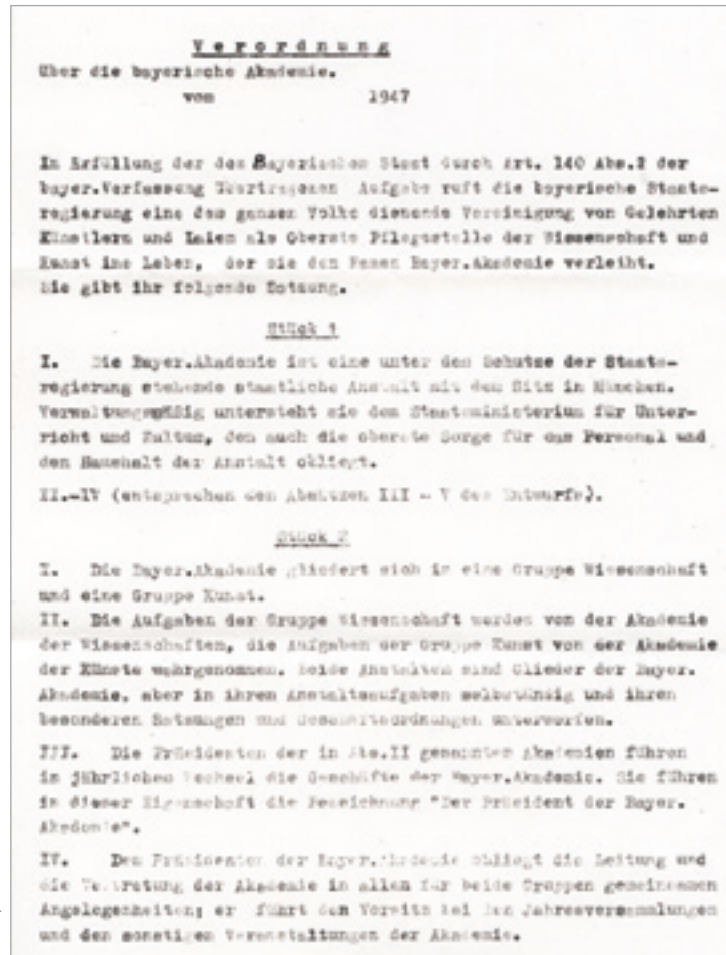 Verordnung
über die bayerische Akademie.
vom 1947
In Erfüllung der dem Bayerischen Staat durch Art. 140 Abs.2 der
bayer.Verfassung übertragenen Aufgabe ruft die bayerische Staats-
regierung eine dem ganzen Volke dienende Vereinigung von Gelehrten
Künstlern und Laien als Oberste Pflegestelle der Wissenschaft und
Kunst ins Leben, der sie den Namen Bayer.Akademie verleiht.
Sie gibt ihr folgende Satzung.
Stück 1
I. Die Bayer.Akademie ist eine unter dem Schutze der Staats-
regierung stehende staatliche Anstalt mit dem Sitz in München.
Verwaltungsmäßig untersteht sie dem Staatsministerium für Unter-
richt und Kultus, dem auch die oberste Sorge für das Personal und
den Haushalt der Anstalt obliegt.
II.-IV (entsprechen den Absätzen III - V des Entwurfs).
Stück 2
I. Die Bayer.Akademie gliedert sich in eine Gruppe Wissenschaft
und eine Gruppe Kunst.
II. Die Aufgaben der Gruppe Wissenschaft werden von der Akademie
der Wissenschaften, die Aufgaben der Gruppe Kunst von der Akademie
der Künste wahrgenommen. Beide Anstalten sind Glieder der Bayer.
Akademie, aber in ihren Anstaltsaufgaben selbständig und ihren
besonderen Satzungen und Geschäftsordnungen unterworfen.
III. Die Präsidenten der in Abs.II genannten Akademien führen
im jährlichen Wechsel die Geschäfte der Bayer.Akademie. Sie führen
in dieser Eigenschaft die Bezeichnung "Der Präsident der Bayer.
Akademie".
IV. Dem Präsidenten der Bayer.Akademie obliegt die Leitung und
die Vertretung der Akademie in allen für beide Gruppen gemeinsamen
Angelegenheiten; er führt den Vorsitz bei den Jahresversammlungen
und den sonstigen Veranstaltungen der Akademie.